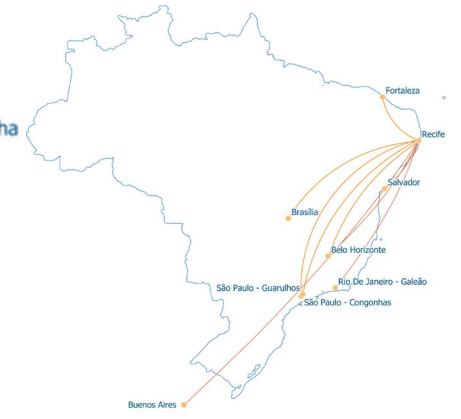 Fortaleza
Recife
Salvador
Brasília
Belo Horizonte
Rio De Janeiro - Galeão
São Paulo - Guarulhos
São Paulo - Congonhas
Buenos Aires